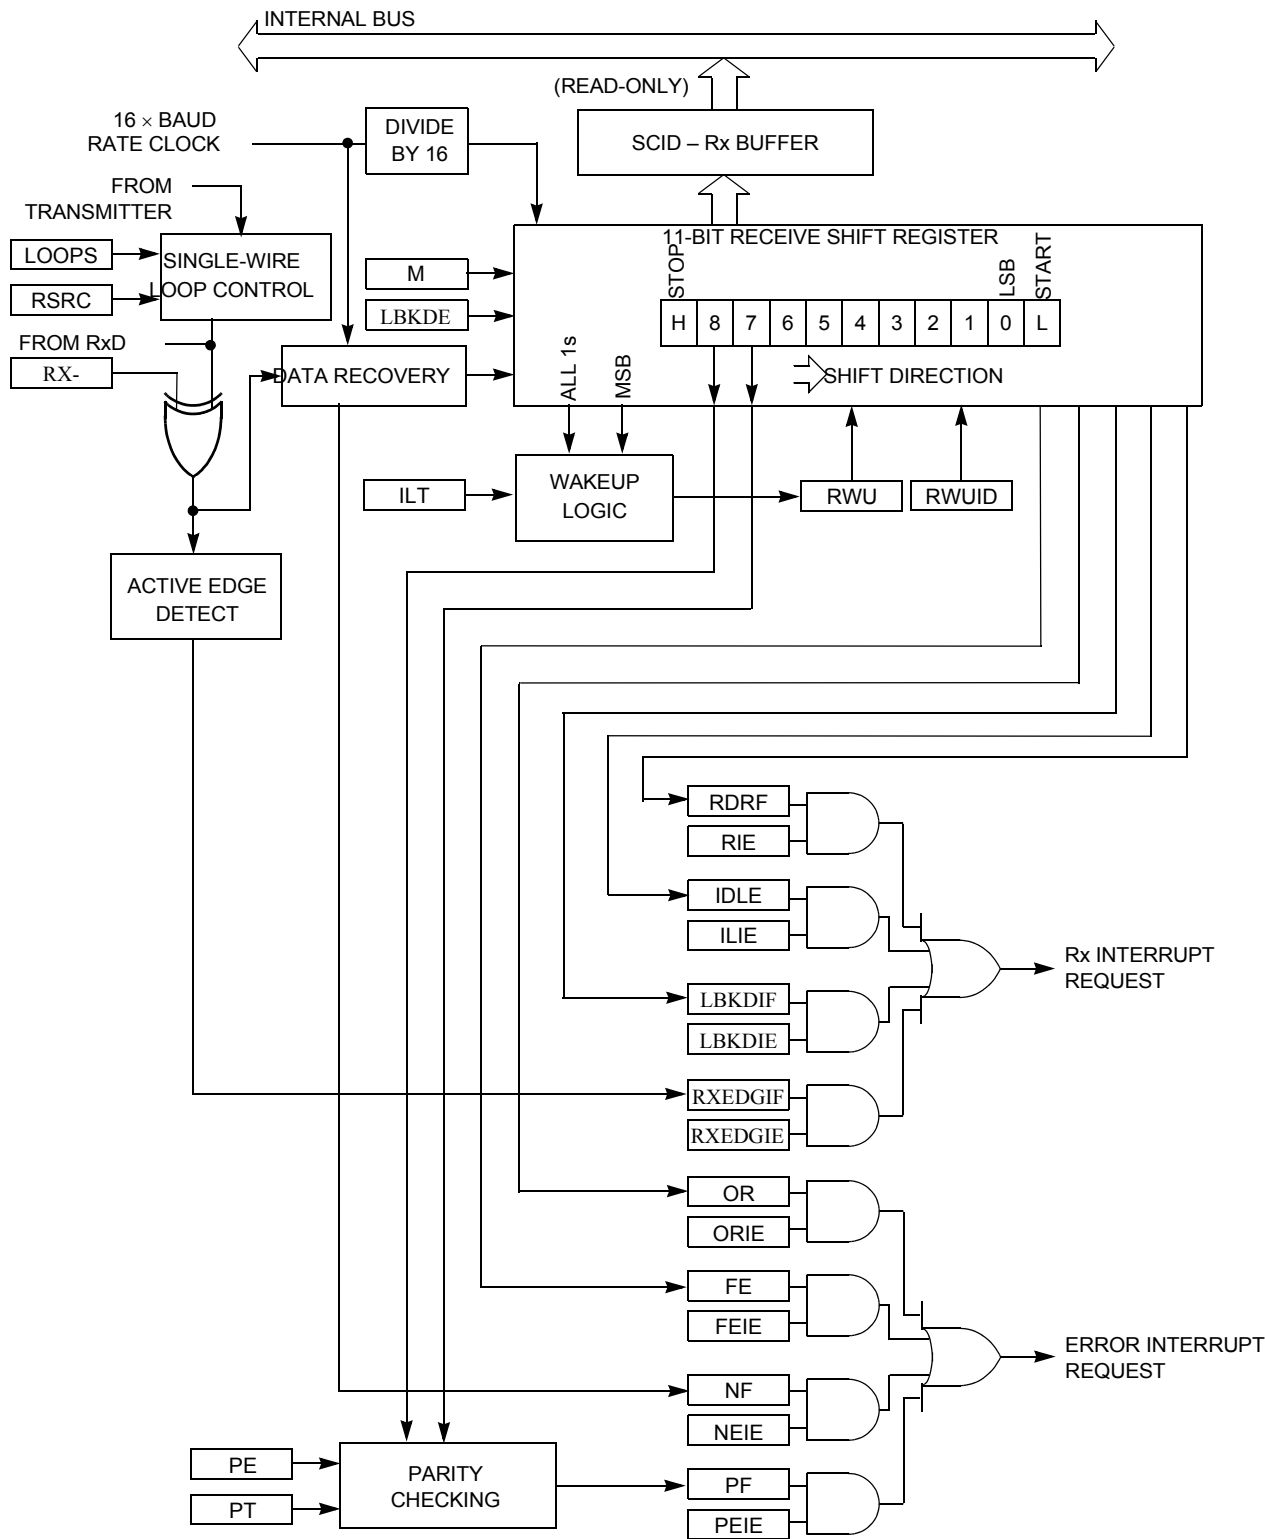 INTERNAL BUS
(READ-ONLY)
16 × BAUD
RATE CLOCK
DIVIDE
BY 16
SCID – Rx BUFFER
FROM
TRANSMITTER
11-BIT RECEIVE SHIFT REGISTER
LOOPS
SINGLE-WIRE
LOOP CONTROL
RSRC
M
LBKDE
STOP
LSB
START
H 8 7 6 5 4 3 2 1 0 L
FROM RxD
RX-
DATA RECOVERY
ALL 1s
MSB
SHIFT DIRECTION
ILT
WAKEUP
LOGIC
RWU
RWUID
ACTIVE EDGE
DETECT
RDRF
RIE
IDLE
ILIE
Rx INTERRUPT
REQUEST
LBKDIF
LBKDIE
RXEDGIF
RXEDGIE
OR
ORIE
FE
FEIE
ERROR INTERRUPT
REQUEST
NF
NEIE
PE
PT
PARITY
CHECKING
PF
PEIE